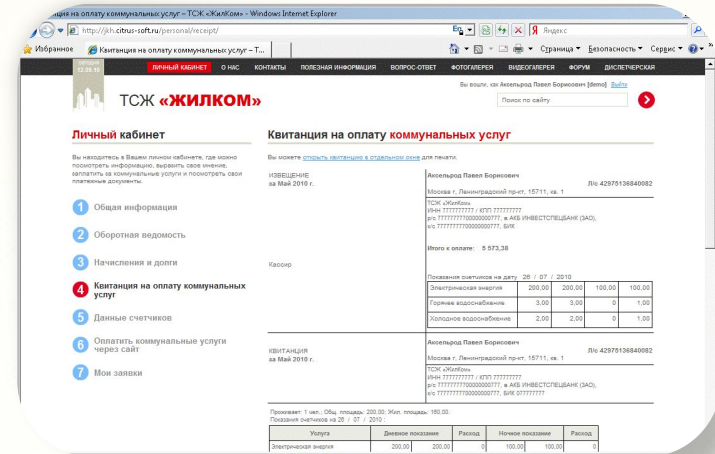 на оплату коммунальных услуг – ТСЖ «ЖилКом» - Windows Internet Explorer
http://jkh.citrus-soft.ru/personal/receipt/
En
Яндекс
Избранное
Квитанция на оплату коммунальных услуг – Т...
Страница
Безопасность
Сервис
12.05.10
ЛИЧНЫЙ КАБИНЕТ О НАС КОНТАКТЫ ПОЛЕЗНАЯ ИНФОРМАЦИЯ ВОПРОС-ОТВЕТ ФОТОГАЛЕРЕЯ ВИДЕОГАЛЕРЕЯ ФОРУМ ДИСПЕТЧЕРСКАЯ
Вы вошли, как Аксельрод Павел Борисович [demo] Выйти
ТСЖ «ЖИЛКОМ»
Поиск по сайту
Личный кабинет
Вы находитесь в Вашем личном кабинете, где можно
посмотреть информацию, выразить свое мнение,
заплатить за коммунальные услуги и посмотреть свои
платежные документы.
1 Общая информация
2 Оборотная ведомость
3 Начисления и долги
4 Квитанция на оплату коммунальных
услуг
5 Данные счетчиков
6 Оплатить коммунальные услуги
через сайт
7 Мои заявки
Квитанция на оплату коммунальных услуг
Вы можете открыть квитанцию в отдельном окне для печати.
ИЗВЕЩЕНИЕ
за Май 2010 г.
Кассир
Аксельрод Павел Борисович
Л/с 42975136840082
Москва г, Ленинградский пр-кт, 15711, кв. 1
ТСЖ «ЖилКом»
ИНН 7777777777 / КПП 777777777
р/с 77777777700000000777, в АКБ ИНВЕСТСПЕЦБАНК (ЗАО),
к/с 77777777700000000777, БИК
Итого к оплате: 5 573,38
Показания счетчиков на дату 26 / 07 / 2010
Электрическая энергия 200,00 200,00 100,00 100,00
Горячее водоснабжение 3,00 3,00 0 1,00
Холодное водоснабжение 2,00 2,00 0 1,00
КВИТАНЦИЯ
за Май 2010 г.
Аксельрод Павел Борисович
Л/с 42975136840082
Москва г, Ленинградский пр-кт, 15711, кв. 1
ТСЖ «ЖилКом»
ИНН 7777777777 / КПП 777777777
р/с 77777777700000000777, в АКБ ИНВЕСТСПЕЦБАНК (ЗАО),
к/с 77777777700000000777, БИК 077777777
Проживает: 1 чел.; Общ. площадь: 200,00; Жил. площадь: 160,00.
Показания счетчиков на 26 / 07 / 2010 :
Услуга Дневное показание Расход Ночное показание Расход
Электрическая энергия 200,00 200,00 0 100,00 100,00 0